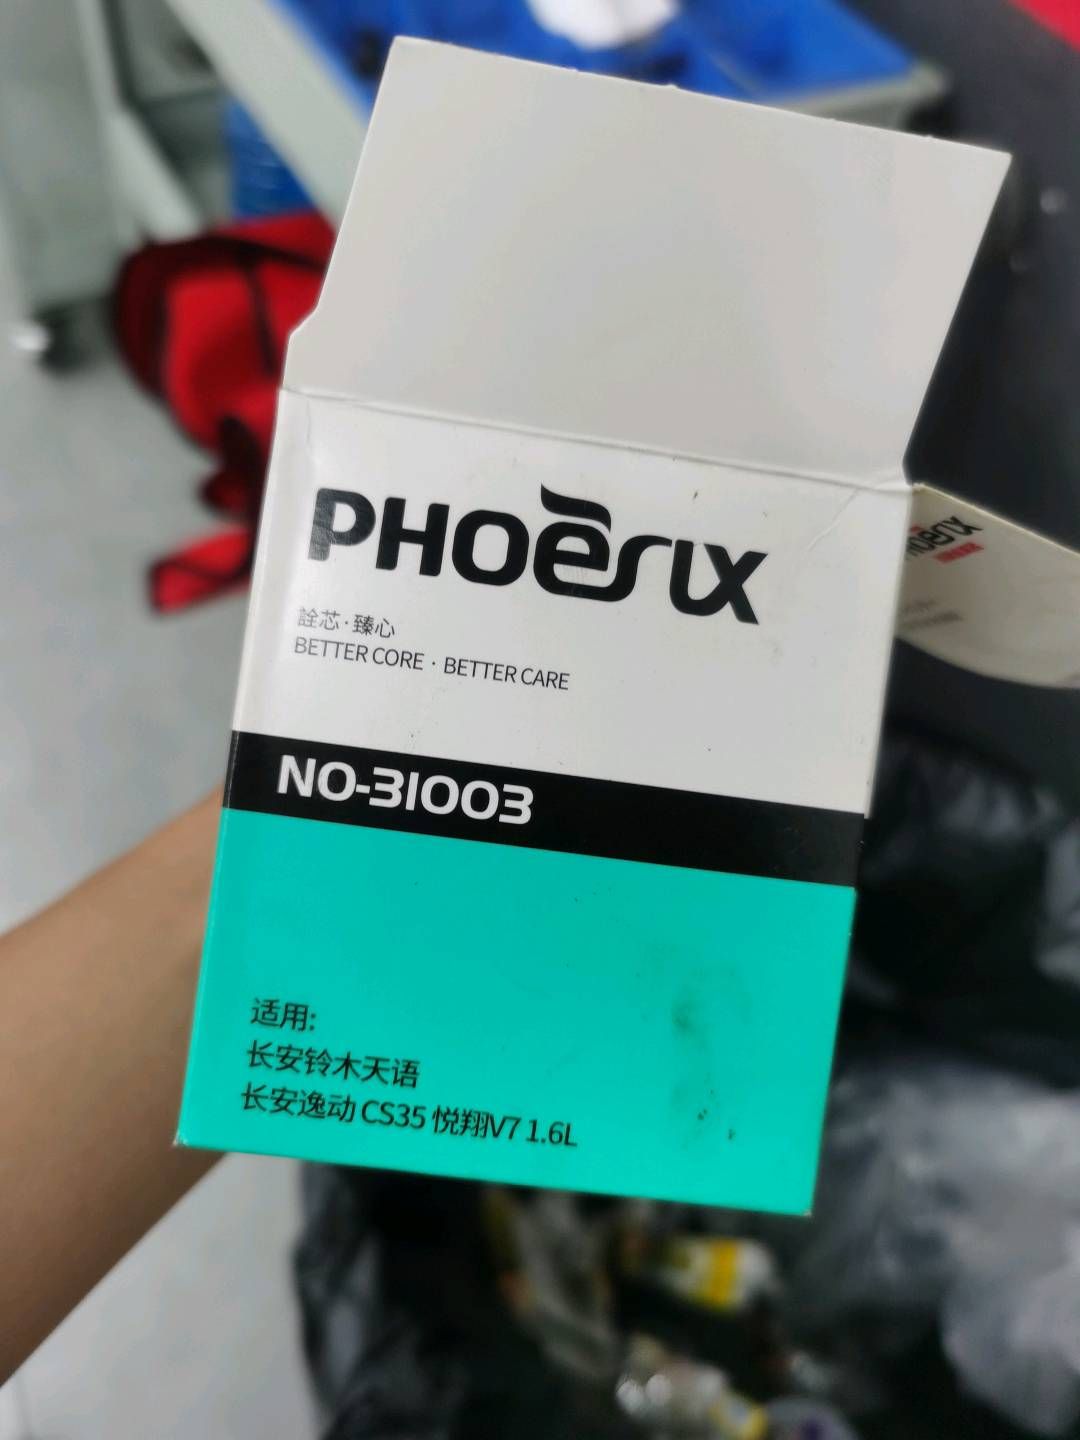 PHOENIX
詮芯·臻心
BETTER CORE · BETTER CARE
NO-31003
适用:
长安铃木天语
长安逸动 CS35 悦翔V7 1.6L